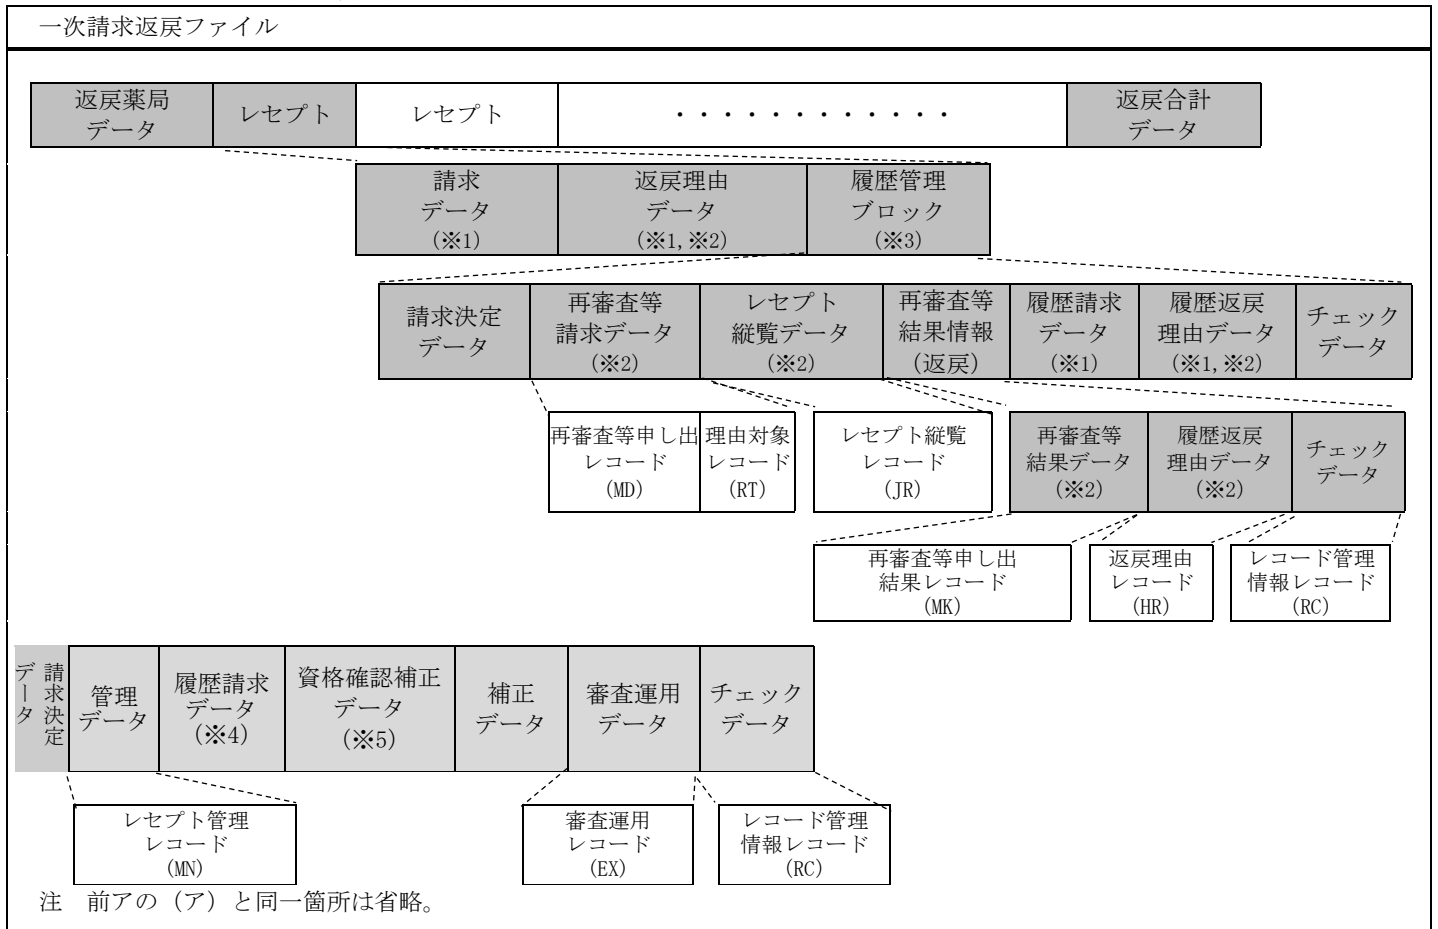 一次請求返戻ファイル
返戻薬局
データ
レセプト
レセプト
・・・・・・・・・・・・
返戻合計
データ
請求
データ
(※1)
返戻理由
データ
(※1,※2)
履歴管理
ブロック
(※3)
請求決定
データ
再審査等
請求データ
(※2)
レセプト
縦覧データ
(※2)
再審査等
結果情報
(返戻)
履歴請求
データ
(※1)
履歴返戻
理由データ
(※1,※2)
チェック
データ
再審査等申し出
レコード
(MD)
理由対象
レコード
(RT)
レセプト縦覧
レコード
(JR)
再審査等
結果データ
(※2)
履歴返戻
理由データ
(※2)
チェック
データ
再審査等申し出
結果レコード
(MK)
返戻理由
レコード
(HR)
レコード管理
情報レコード
(RC)
請求決定
データ
管理
データ
履歴請求
データ
(※4)
資格確認補正
データ
(※5)
補正
データ
審査運用
データ
チェック
データ
レセプト管理
レコード
(MN)
審査運用
レコード
(EX)
レコード管理
情報レコード
(RC)
注　前アの（ア）と同一箇所は省略。